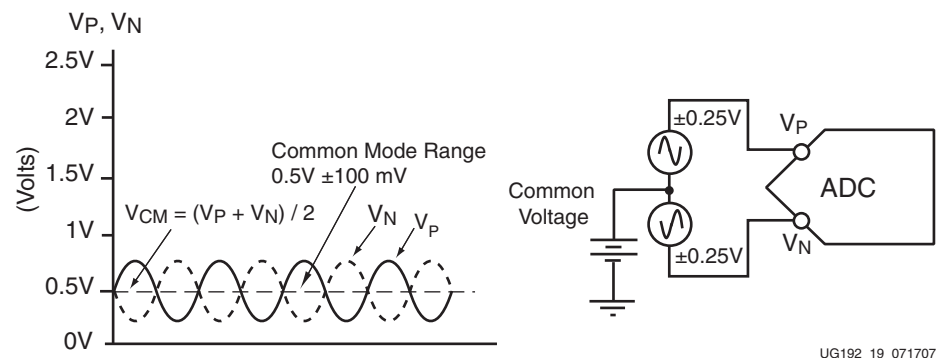 VP, VN
2.5V
2V
1.5V
1V
0.5V
0V
(Volts)
Common Mode Range
0.5V ±100 mV
VCM = (VP + VN) / 2
VN
VP
±0.25V
VP
ADC
Common
Voltage
VN
±0.25V
UG192_19_071707